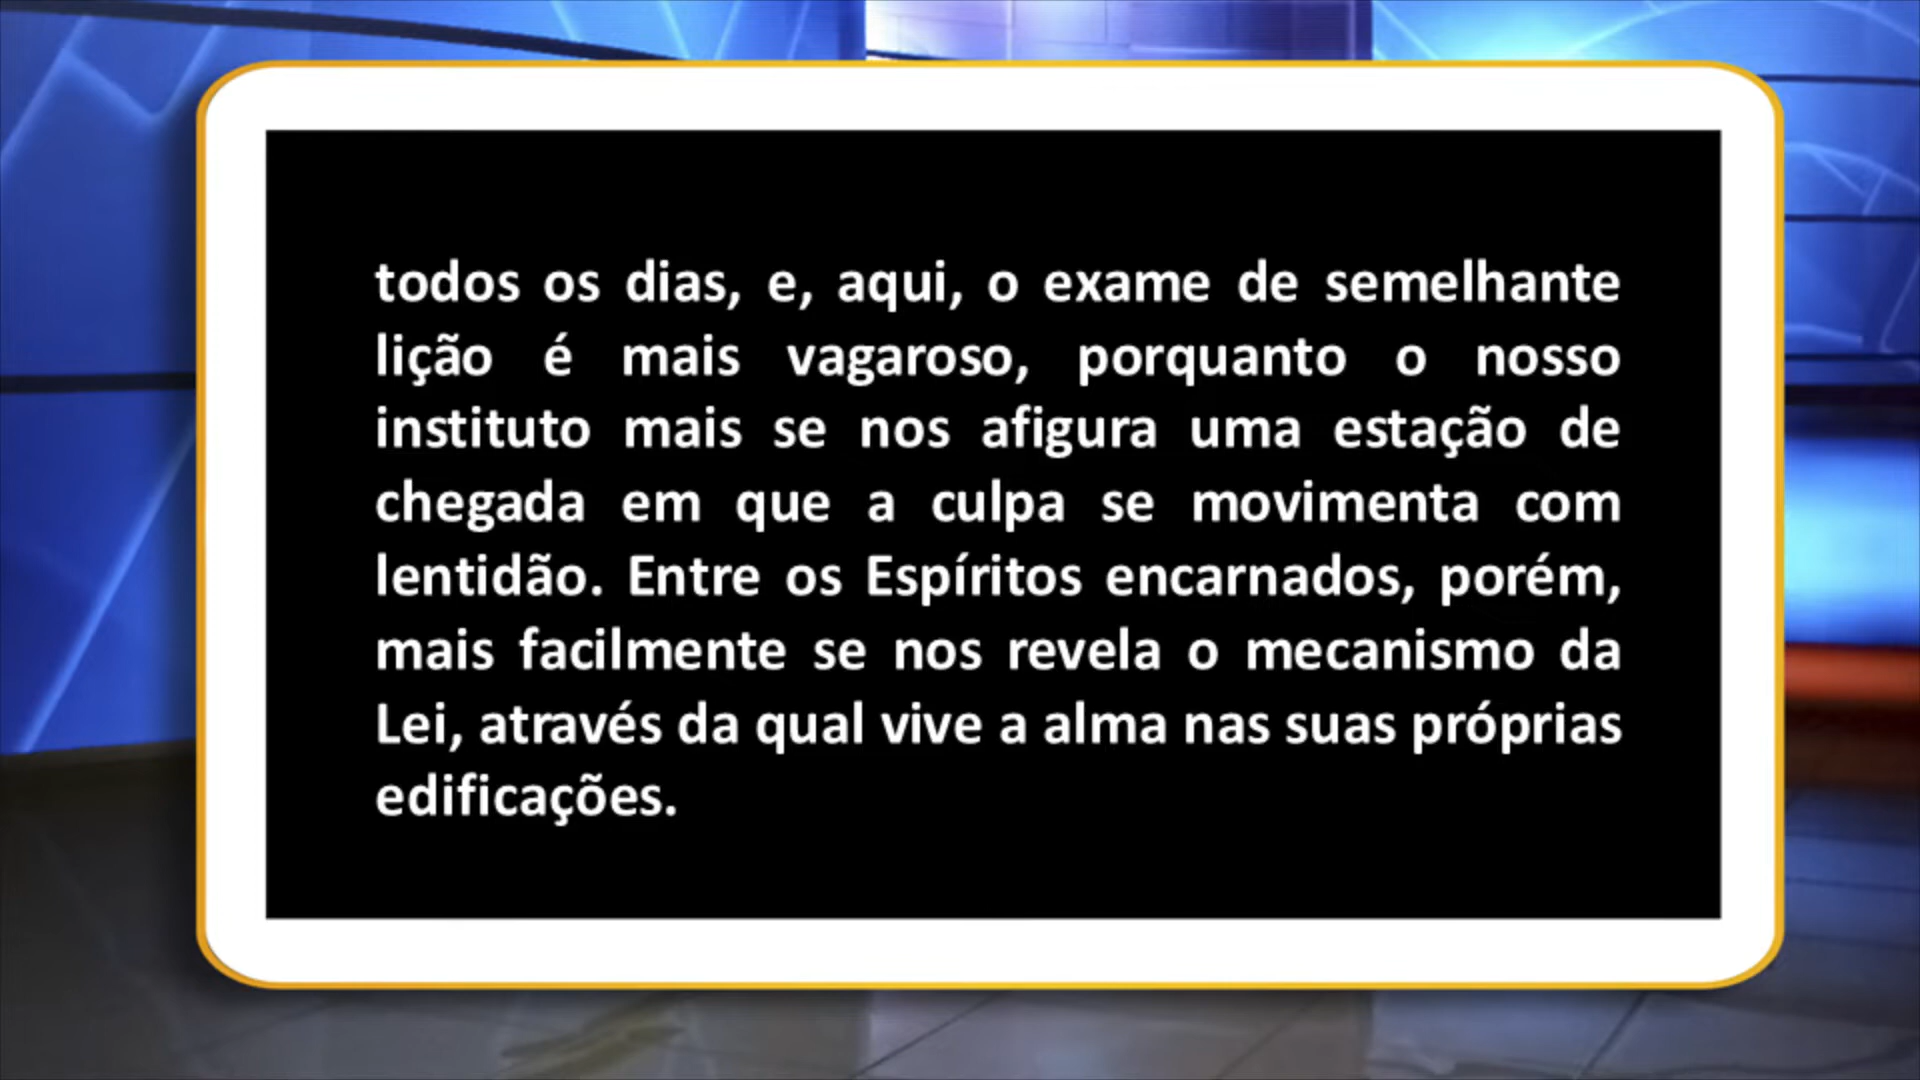 todos os dias, e, aqui, o exame de semelhante
lição é mais vagaroso, porquanto o nosso
instituto mais se nos afigura uma estação de
chegada em que a culpa se movimenta com
lentidão. Entre os Espíritos encarnados, porém,
mais facilmente se nos revela o mecanismo da
Lei, através da qual vive a alma nas suas próprias
edificações.